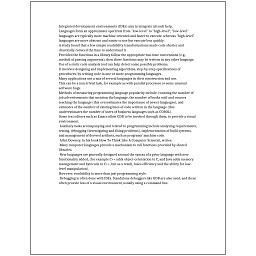 Integrated development environments (IDEs) aim to integrate all such help.
Languages form an approximate spectrum from "low-level" to "high-level"; "low-level"
languages are typically more machine-oriented and faster to execute, whereas "high-level"
languages are more abstract and easier to use but execute less quickly.
A study found that a few simple readability transformations made code shorter and
drastically reduced the time to understand it.
Provided the functions in a library follow the appropriate run-time conventions (e.g.,
method of passing arguments), then these functions may be written in any other language.
Use of a static code analysis tool can help detect some possible problems.
It involves designing and implementing algorithms, step-by-step specifications of
procedures, by writing code in one or more programming languages.
Many applications use a mix of several languages in their construction and use.
This can be a non-trivial task, for example as with parallel processes or some unusual
software bugs.
Methods of measuring programming language popularity include: counting the number of
job advertisements that mention the language, the number of books sold and courses
teaching the language (this overestimates the importance of newer languages), and
estimates of the number of existing lines of code written in the language (this
underestimates the number of users of business languages such as COBOL).
Some text editors such as Emacs allow GDB to be invoked through them, to provide a visual
environment.
Auxiliary tasks accompanying and related to programming include analyzing requirements,
testing, debugging (investigating and fixing problems), implementation of build systems,
and management of derived artifacts, such as programs' machine code.
Allen Downey, in his book How To Think Like A Computer Scientist, writes:
Many computer languages provide a mechanism to call functions provided by shared
libraries.
New languages are generally designed around the syntax of a prior language with new
functionality added, (for example C++ adds object-orientation to C, and Java adds memory
management and bytecode to C++, but as a result, loses efficiency and the ability for low-
level manipulation).
However, readability is more than just programming style.
Debugging is often done with IDEs. Standalone debuggers like GDB are also used, and these
often provide less of a visual environment, usually using a command line.